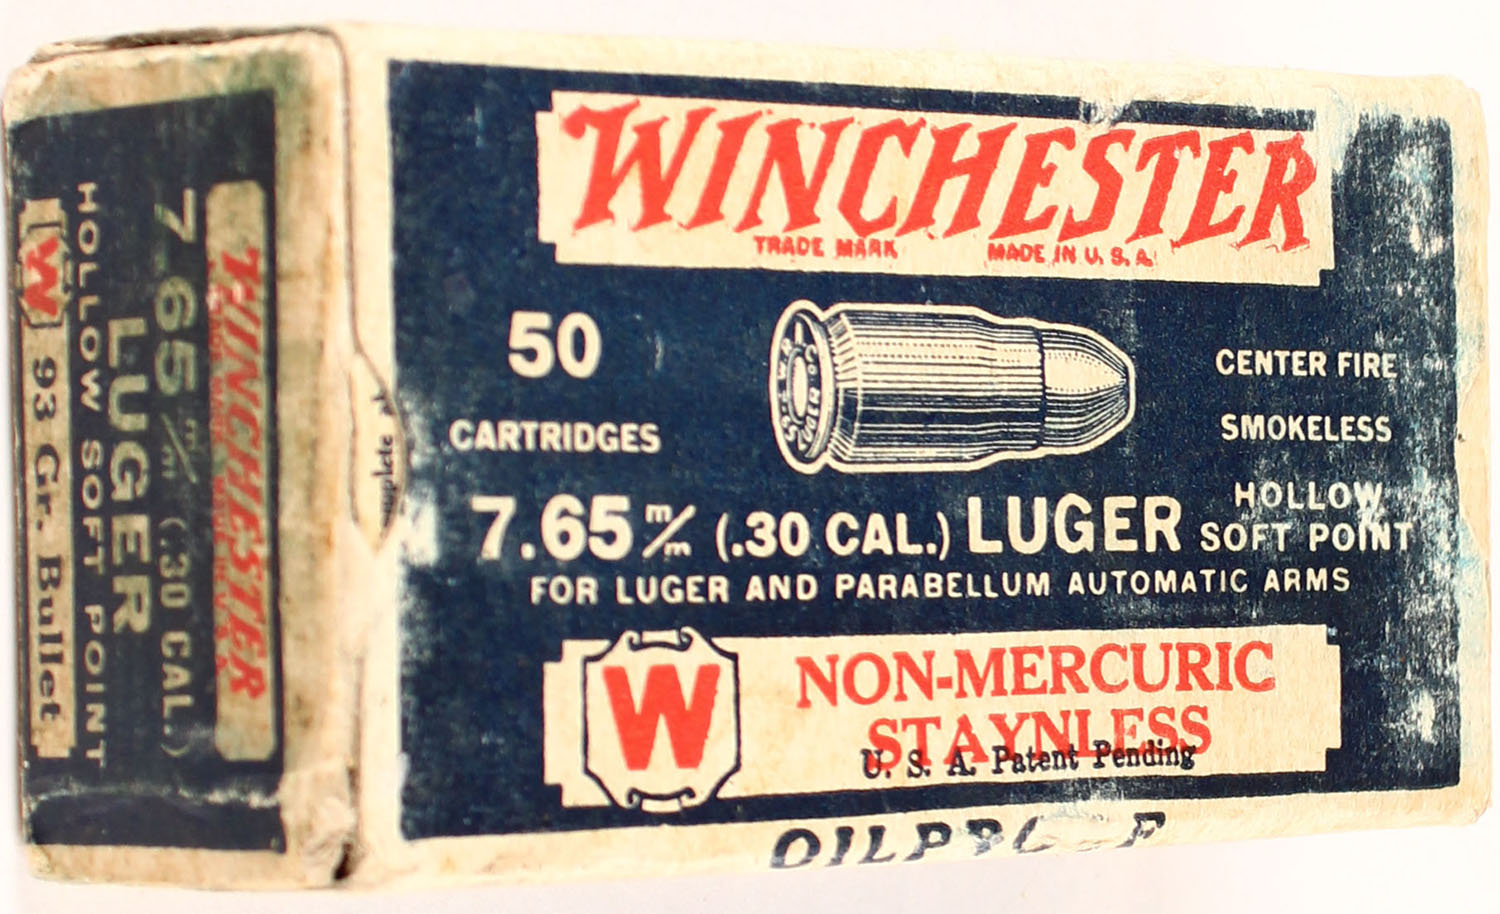 WINCHESTER
TRADE MARK MADE IN U. S. A.
50
CARTRIDGES
CENTER FIRE
SMOKELESS
7.65 m/m (.30 CAL.) LUGER HOLLOW
SOFT POINT
FOR LUGER AND PARABELLUM AUTOMATIC ARMS
W
NON-MERCURIC
STAYNLESS
U. S. A. Patent Pending
WINCHESTER
7.65 m/m (.30 CAL.)
LUGER
HOLLOW SOFT POINT
W 93 Gr. Bullet